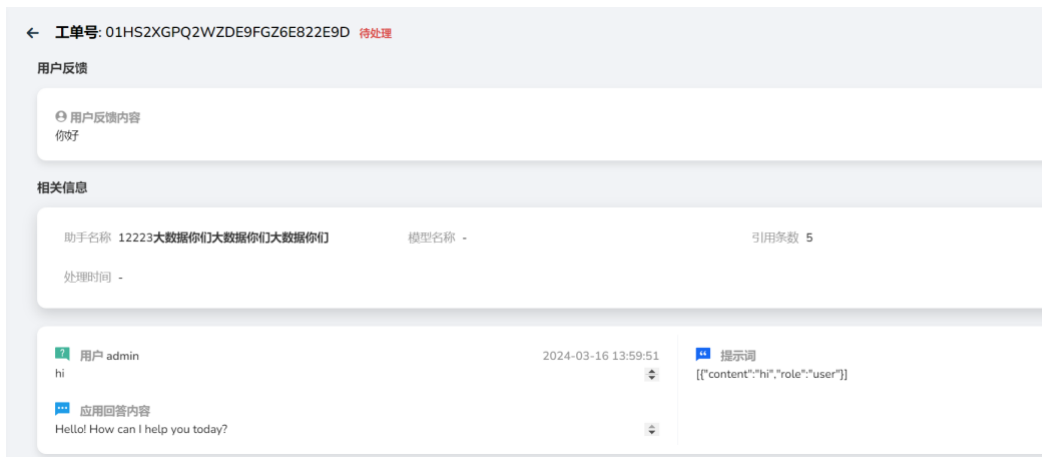 工单号: 01HS2XGPQ2WZDE9FGZ6E822E9D 待处理
用户反馈
用户反馈内容
你好
相关信息
助手名称 12223大数据你们大数据你们大数据你们 模型名称 - 引用条数 5
处理时间 -
用户 admin 2024-03-16 13:59:51
hi
应用回答内容
Hello! How can I help you today?
提示词
[{"content":"hi","role":"user"}]